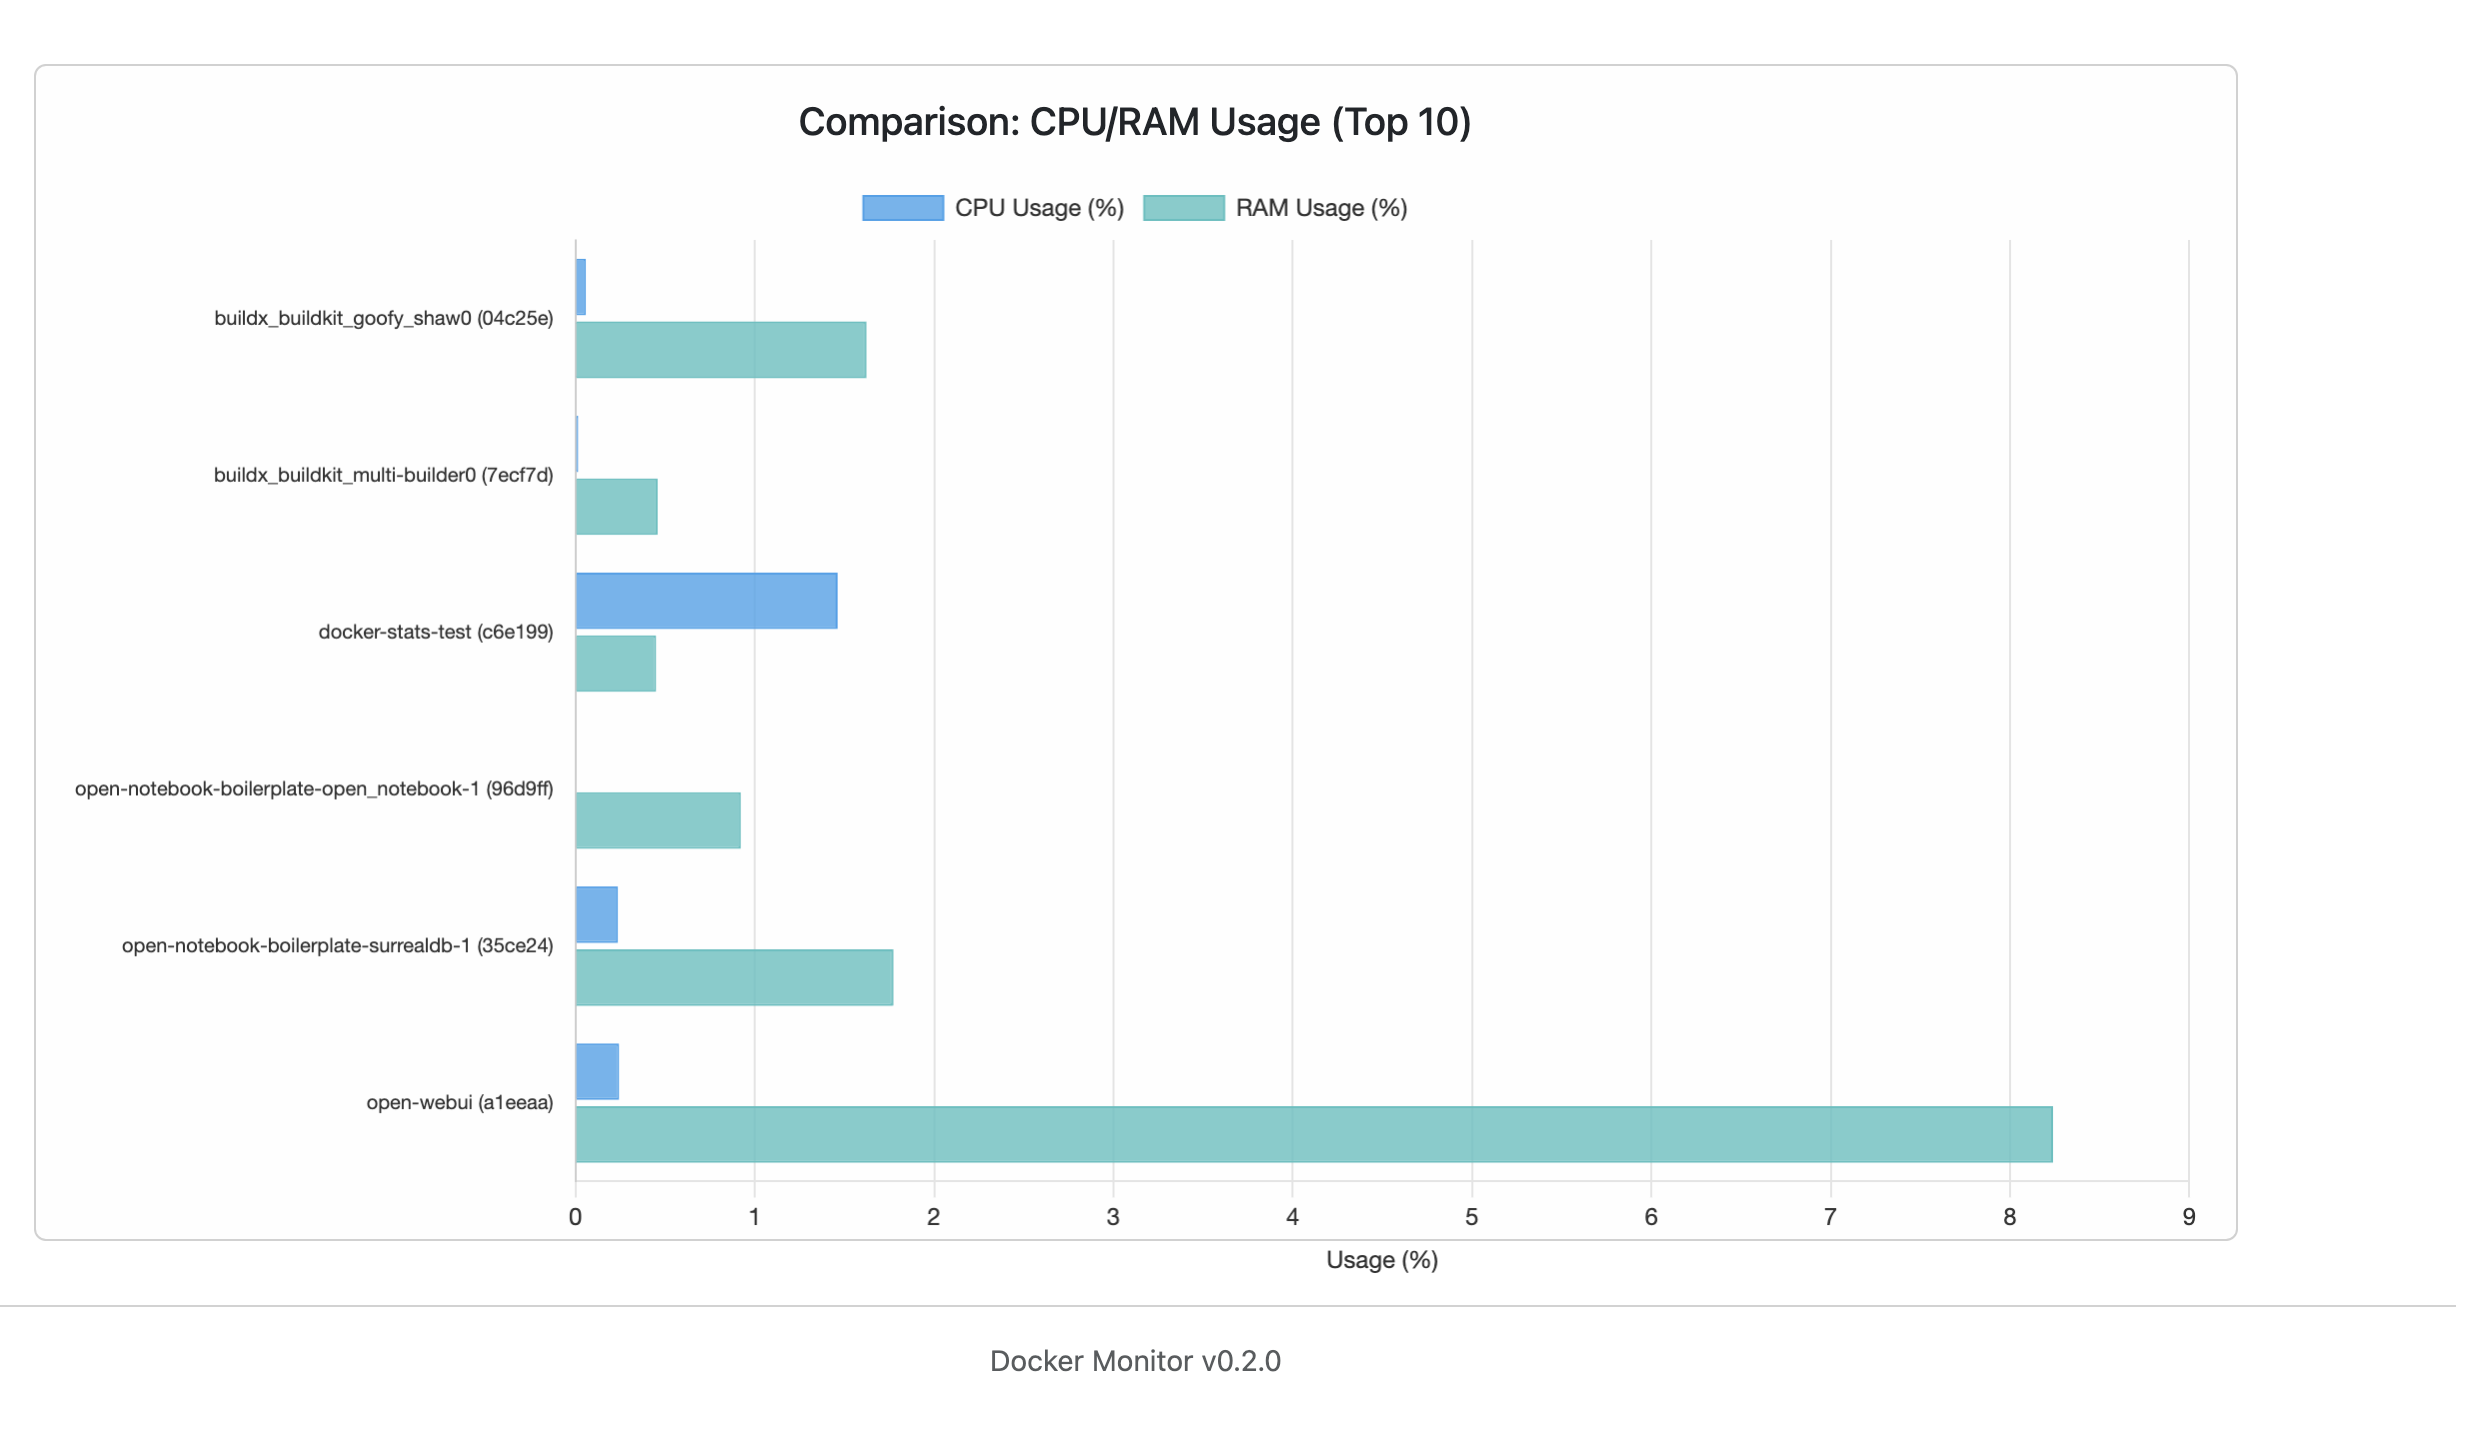 Comparison: CPU/RAM Usage (Top 10)
CPU Usage (%)
RAM Usage (%)
buildx_buildkit_goofy_shaw0 (04c25e)
buildx_buildkit_multi-builder0 (7ecf7d)
docker-stats-test (c6e199)
open-notebook-boilerplate-open_notebook-1 (96d9ff)
open-notebook-boilerplate-surrealdb-1 (35ce24)
open-webui (a1eeaa)
0 1 2 3 4 5 6 7 8 9
Usage (%)
Docker Monitor v0.2.0